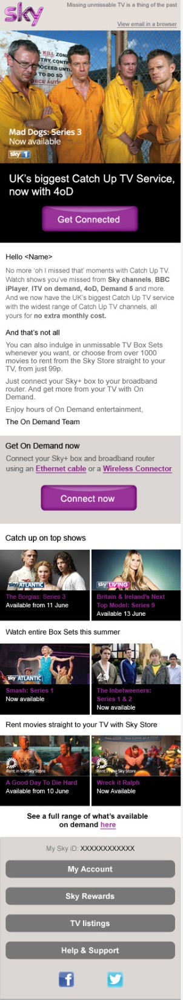 sky
Missing unmissable TV is a thing of the past
View email in a browser
KILL ZONE
TRY, CONT
PROCEED UNTI
TO DO SO
ORCE AUT
Mad Dogs: Series 3
Now available
sky 1
UK's biggest Catch Up TV Service,
now with 4oD
Get Connected
Hello <Name>
No more 'oh I missed that' moments with Catch Up TV.
Watch shows you've missed from Sky channels, BBC
iPlayer, ITV on demand, 4oD, Demand 5 and more.
And we now have the UK's biggest Catch Up TV service
with the widest range of Catch Up TV channels, all
yours for no extra monthly cost.
And that's not all
You can also indulge in unmissable TV Box Sets
whenever you want, or choose from over 1000
movies to rent from the Sky Store straight to your
TV, from just 99p.
Just connect your Sky+ box to your broadband
router. And get more from your TV with On
Demand.
Enjoy hours of On Demand entertainment,
The On Demand Team
Get On Demand now
Connect your Sky+ box and broadband router
using an Ethernet cable or a Wireless Connector
Connect now
Catch up on top shows
sky ATLANTIC
The Borgias: Series 3
Available from 11 June
sky LIVING
Britain & Ireland's Next
Top Model: Series 9
Available 13 June
Watch entire Box Sets this summer
sky ATLANTIC
Smash: Series 1
Now available
4oD
The Inbetweeners:
Series 1 & 2
Now available
Rent movies straight to your TV with Sky Store
Rent in the Sky Store
A Good Day To Die Hard
Available from 10 June
Rent in the Sky Store
Wreck it Ralph
Now Available
See a full range of what's available
on demand here
My Sky iD: XXXXXXXXXXXX
My Account
Sky Rewards
TV listings
Help & Support